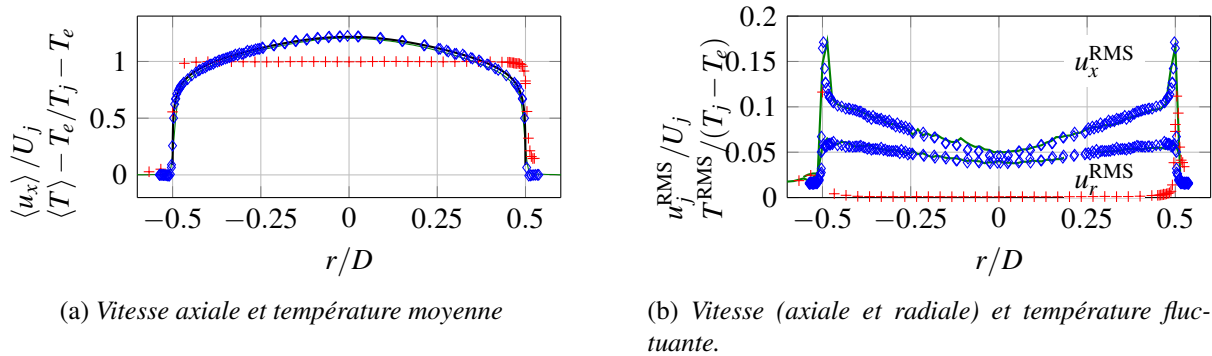 ⟨u_x⟩/U_j
⟨T⟩ − T_e/T_j − T_e
1
0.5
0
−0.5
−0.25
0
0.25
0.5
r/D
(a) Vitesse axiale et température moyenne
u_j^RMS/U_j
T^RMS/(T_j − T_e)
0.2
0.15
0.1
0.05
0
u_x^RMS
u_r^RMS
−0.5
−0.25
0
0.25
0.5
r/D
(b) Vitesse (axiale et radiale) et température fluc-
tuante.